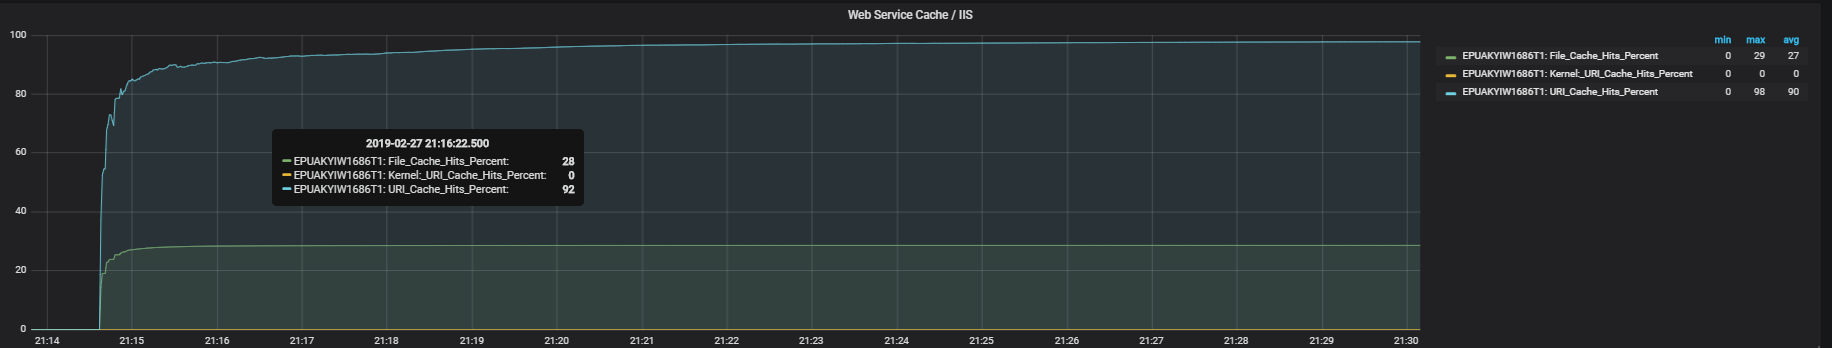 Web Service Cache / IIS
100
80
60
40
20
0
21:14 21:15 21:16 21:17 21:18 21:19 21:20 21:21 21:22 21:23 21:24 21:25 21:26 21:27 21:28 21:29 21:30
2019-02-27 21:16:22.500
EPUAKYIW1686T1: File_Cache_Hits_Percent: 28
EPUAKYIW1686T1: Kernel:_URI_Cache_Hits_Percent: 0
EPUAKYIW1686T1: URI_Cache_Hits_Percent: 92
min max avg
EPUAKYIW1686T1: File_Cache_Hits_Percent 0 29 27
EPUAKYIW1686T1: Kernel:_URI_Cache_Hits_Percent 0 0 0
EPUAKYIW1686T1: URI_Cache_Hits_Percent 0 98 90